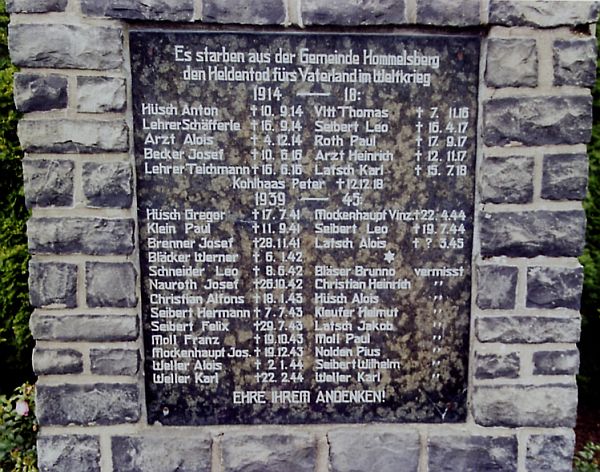 Es starben aus der Gemeinde Hommelsberg
den Heldentod fürs Vaterland im Weltkrieg
1914 — 18:
Hüsch Anton †10. 9.14 Vitt Thomas † 7. 11.16
Lehrer Schäfferle †16. 9.14 Seibert Leo †16. 4.17
Arzt Alois † 4.12.14 Roth Paul †17. 9.17
Becker Josef †10. 6.16 Arzt Heinrich †12. 11.17
Lehrer Teichmann †16. 6.16 Latsch Karl †15. 7.18
Kohlhaas Peter †12.12.18
1939 — 45:
Hüsch Gregor †17. 7.41 Mockenhaupt Vinz. †22. 4.44
Klein Paul †11. 9.41 Seibert Leo †19. 7.44
Brenner Josef †29.11.41 Latsch Alois † ? 3.45
Bläcker Werner † 6. 1.42 *
Schneider Leo † 8. 6.42 Bläser Brunno vermisst
Nauroth Josef †26.10.42 Christian Heinrich "
Christian Alfons †18. 1.43 Hüsch Alois "
Seibert Hermann † 7. 7.43 Kleufer Helmut "
Seibert Felix †29. 7.43 Latsch Jakob "
Moll Franz †19.10.43 Moll Paul "
Mockenhaupt Jos. †19.12.43 Nolden Pius "
Weller Alois † 2. 1.44 Seibert Wilhelm "
Weller Karl †22. 2.44 Weller Karl "
EHRE IHREM ANDENKEN!